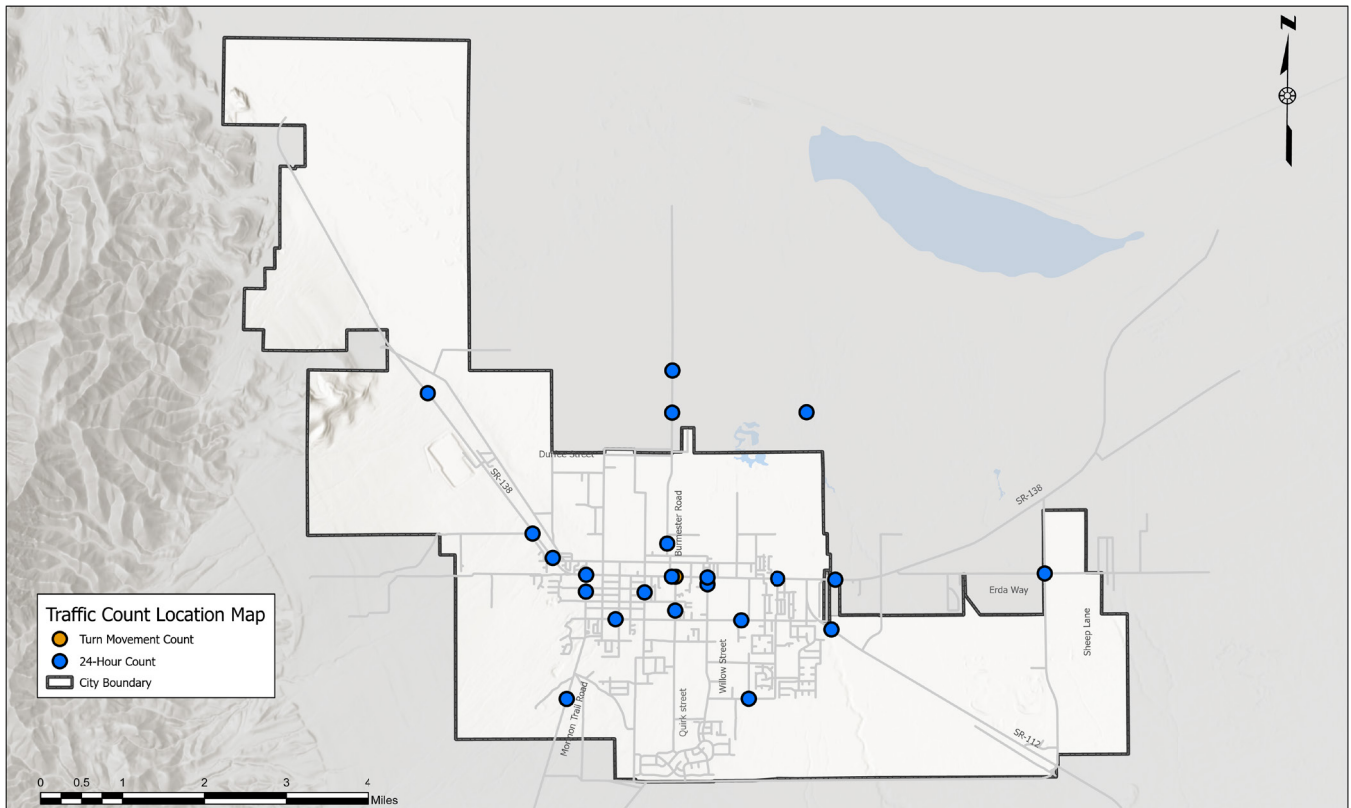 N
Durfee Street
SR-138
Burmester Road
SR-138
Erda Way
Sheep Lane
Willow Street
Quirk street
Mormon Trail Road
SR-112
Traffic Count Location Map
Turn Movement Count
24-Hour Count
City Boundary
0 0.5 1 2 3 4
Miles